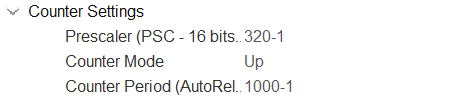 Counter Settings
Prescaler (PSC - 16 bits.. 320-1
Counter Mode Up
Counter Period (AutoRel.. 1000-1